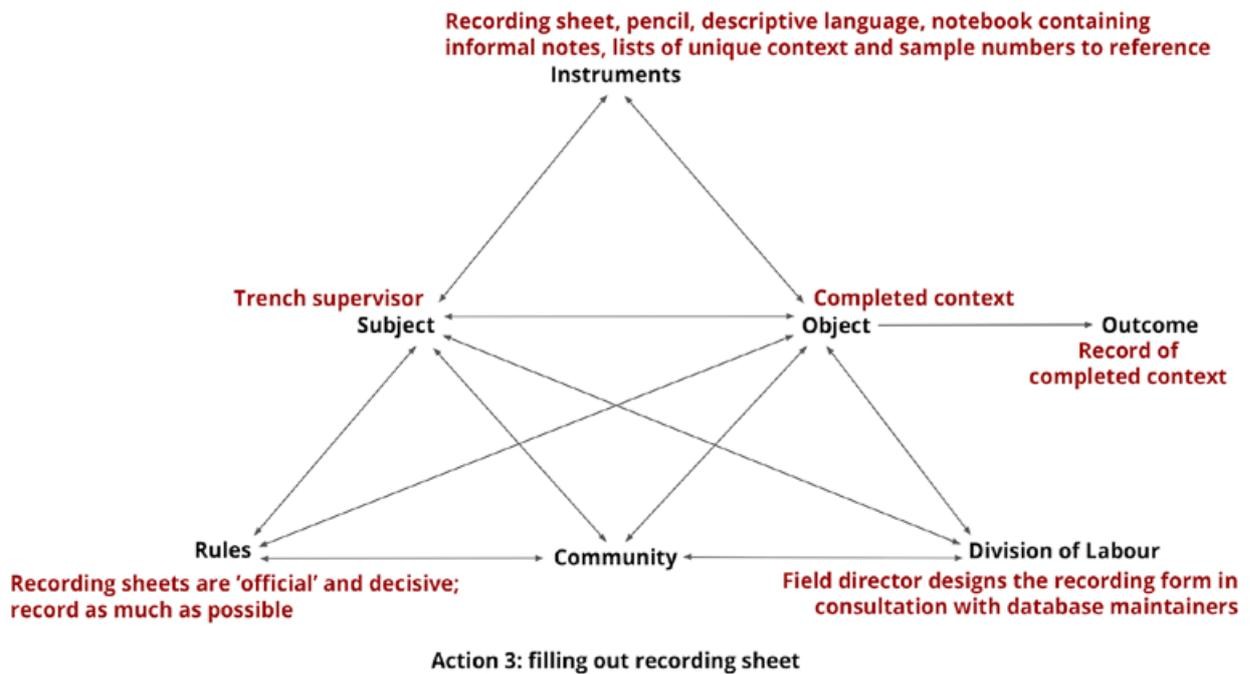 Recording sheet, pencil, descriptive language, notebook containing
informal notes, lists of unique context and sample numbers to reference
Instruments
Trench supervisor
Subject
Completed context
Object
Outcome
Record of
completed context
Rules
Recording sheets are 'official' and decisive;
record as much as possible
Community
Division of Labour
Field director designs the recording form in
consultation with database maintainers
Action 3: filling out recording sheet